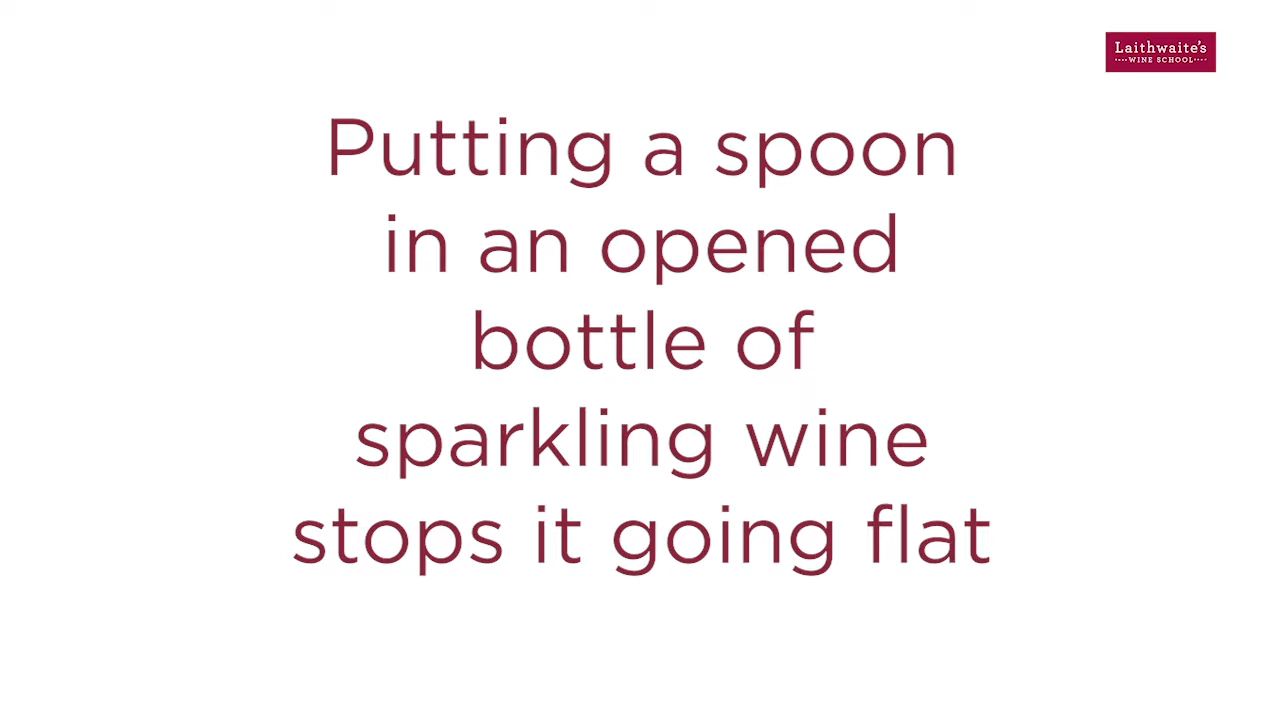 Laithwaite's
WINE SCHOOL
Putting a spoon
in an opened
bottle of
sparkling wine
stops it going flat